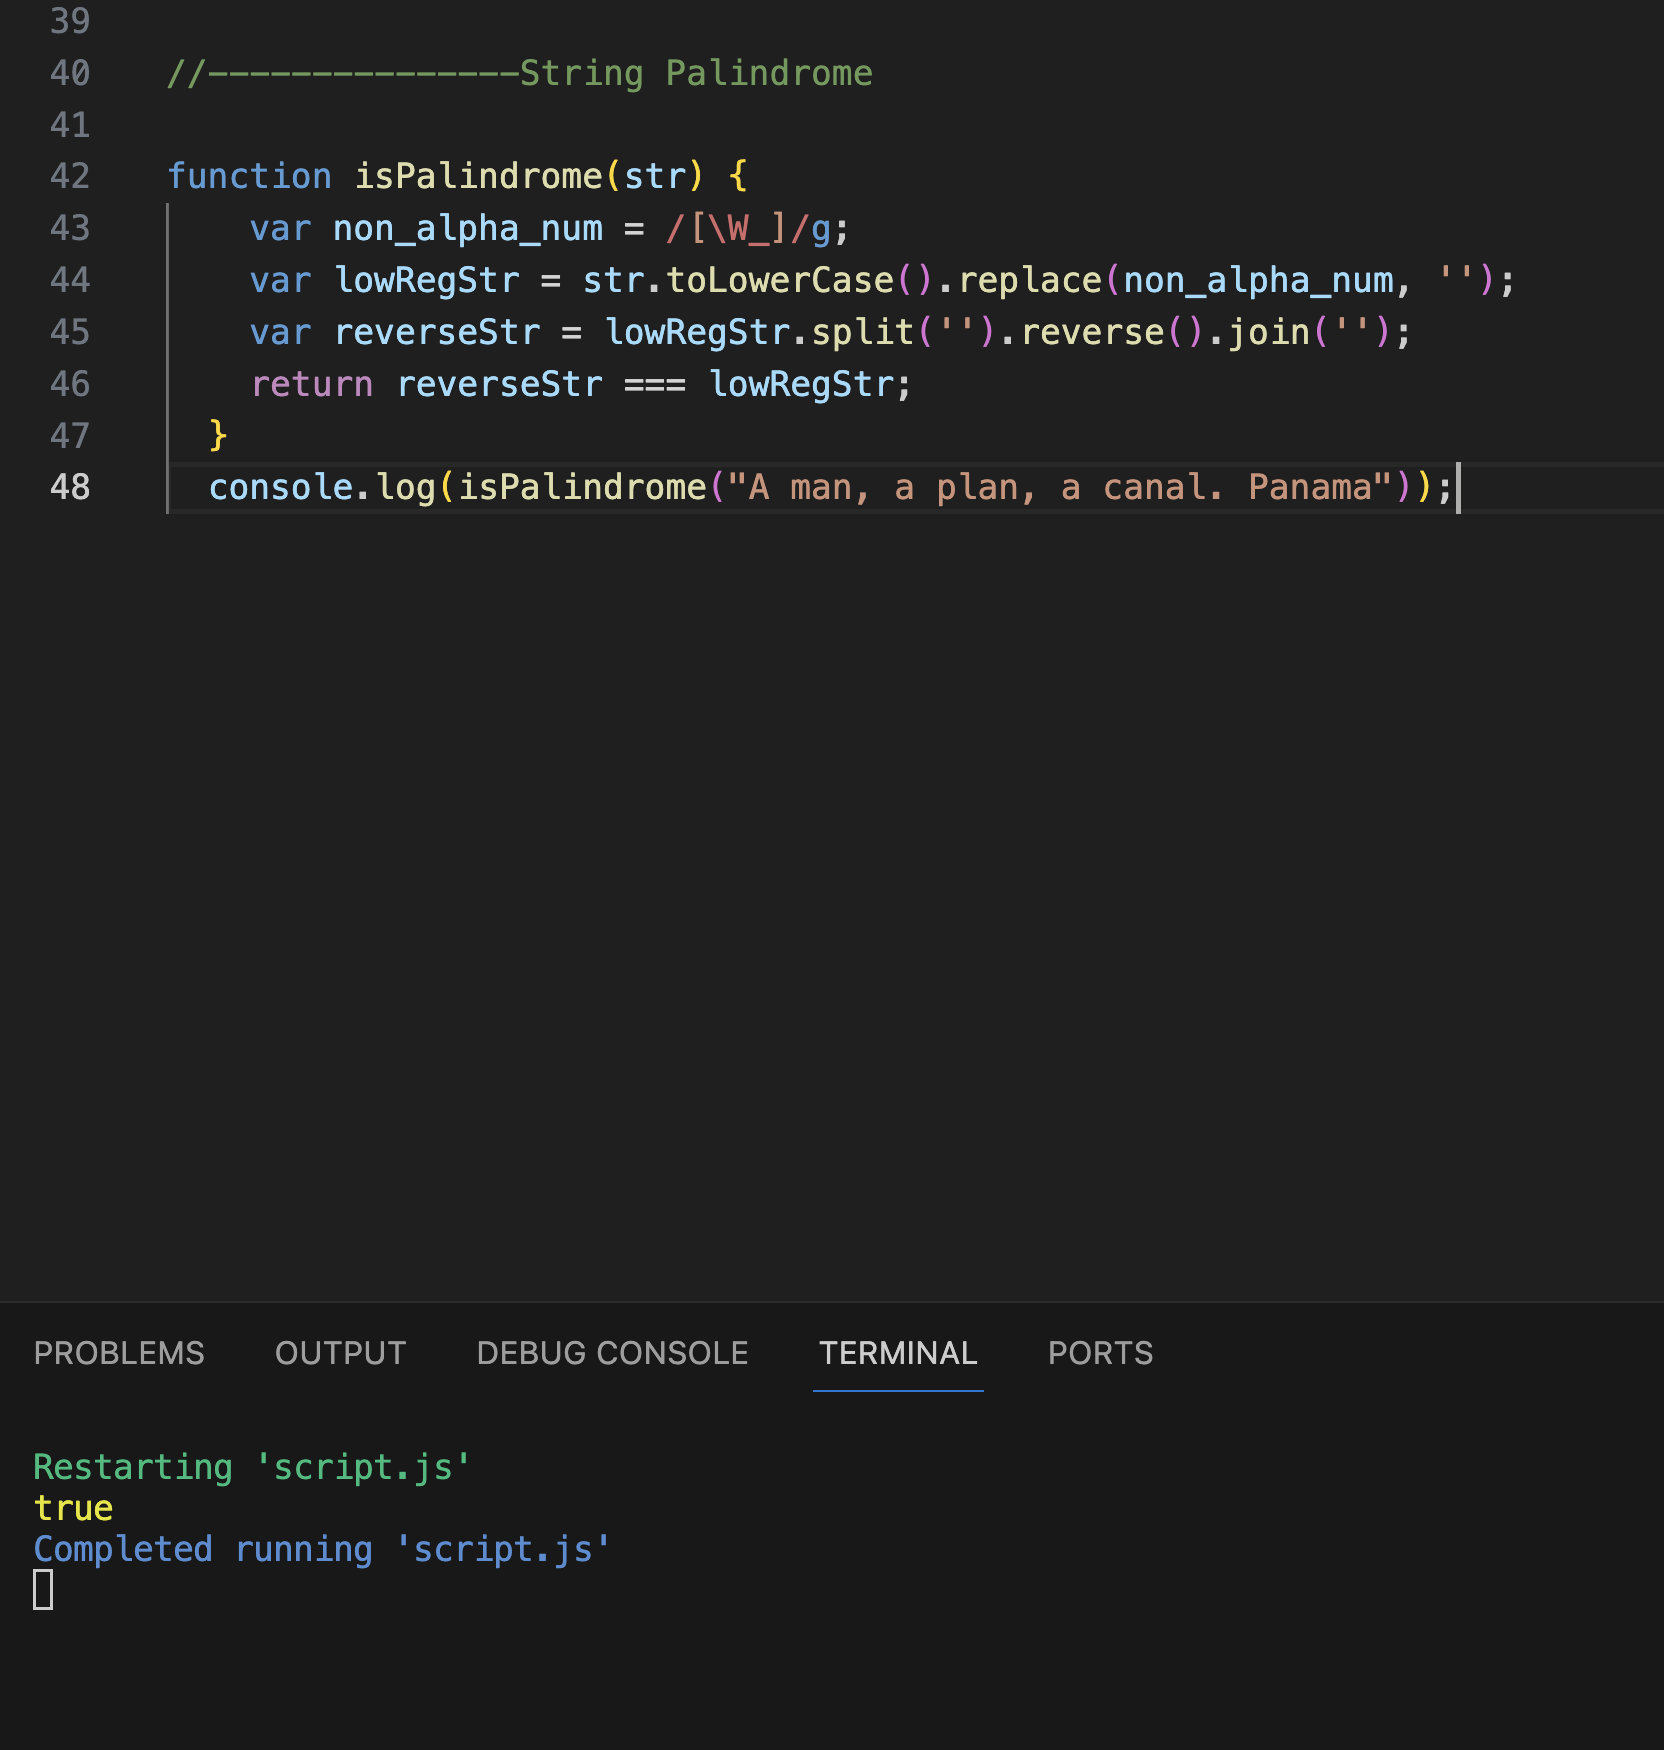 39
40 //---------------String Palindrome
41
42 function isPalindrome(str) {
43     var non_alpha_num = /[\W_]/g;
44     var lowRegStr = str.toLowerCase().replace(non_alpha_num, '');
45     var reverseStr = lowRegStr.split('').reverse().join('');
46     return reverseStr === lowRegStr;
47   }
48   console.log(isPalindrome("A man, a plan, a canal. Panama"));
PROBLEMS OUTPUT DEBUG CONSOLE TERMINAL PORTS
Restarting 'script.js'
true
Completed running 'script.js'